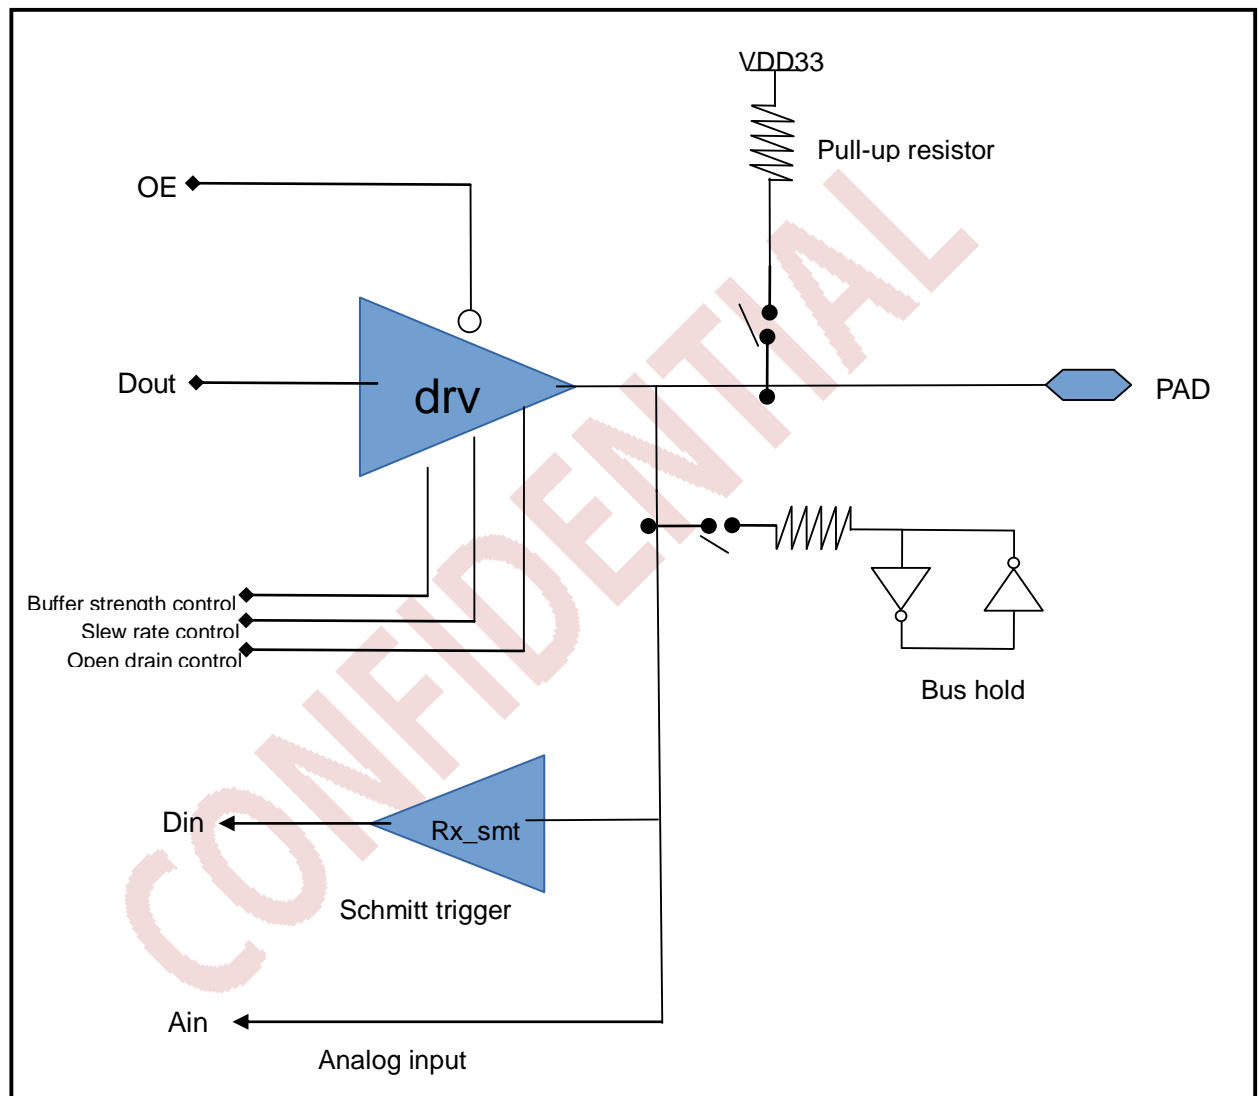 VDD33
Pull-up resistor
OE
Dout
drv
PAD
Buffer strength control
Slew rate control
Open drain control
Bus hold
Din
Rx_smt
Schmitt trigger
Ain
Analog input
CONFIDENTIAL